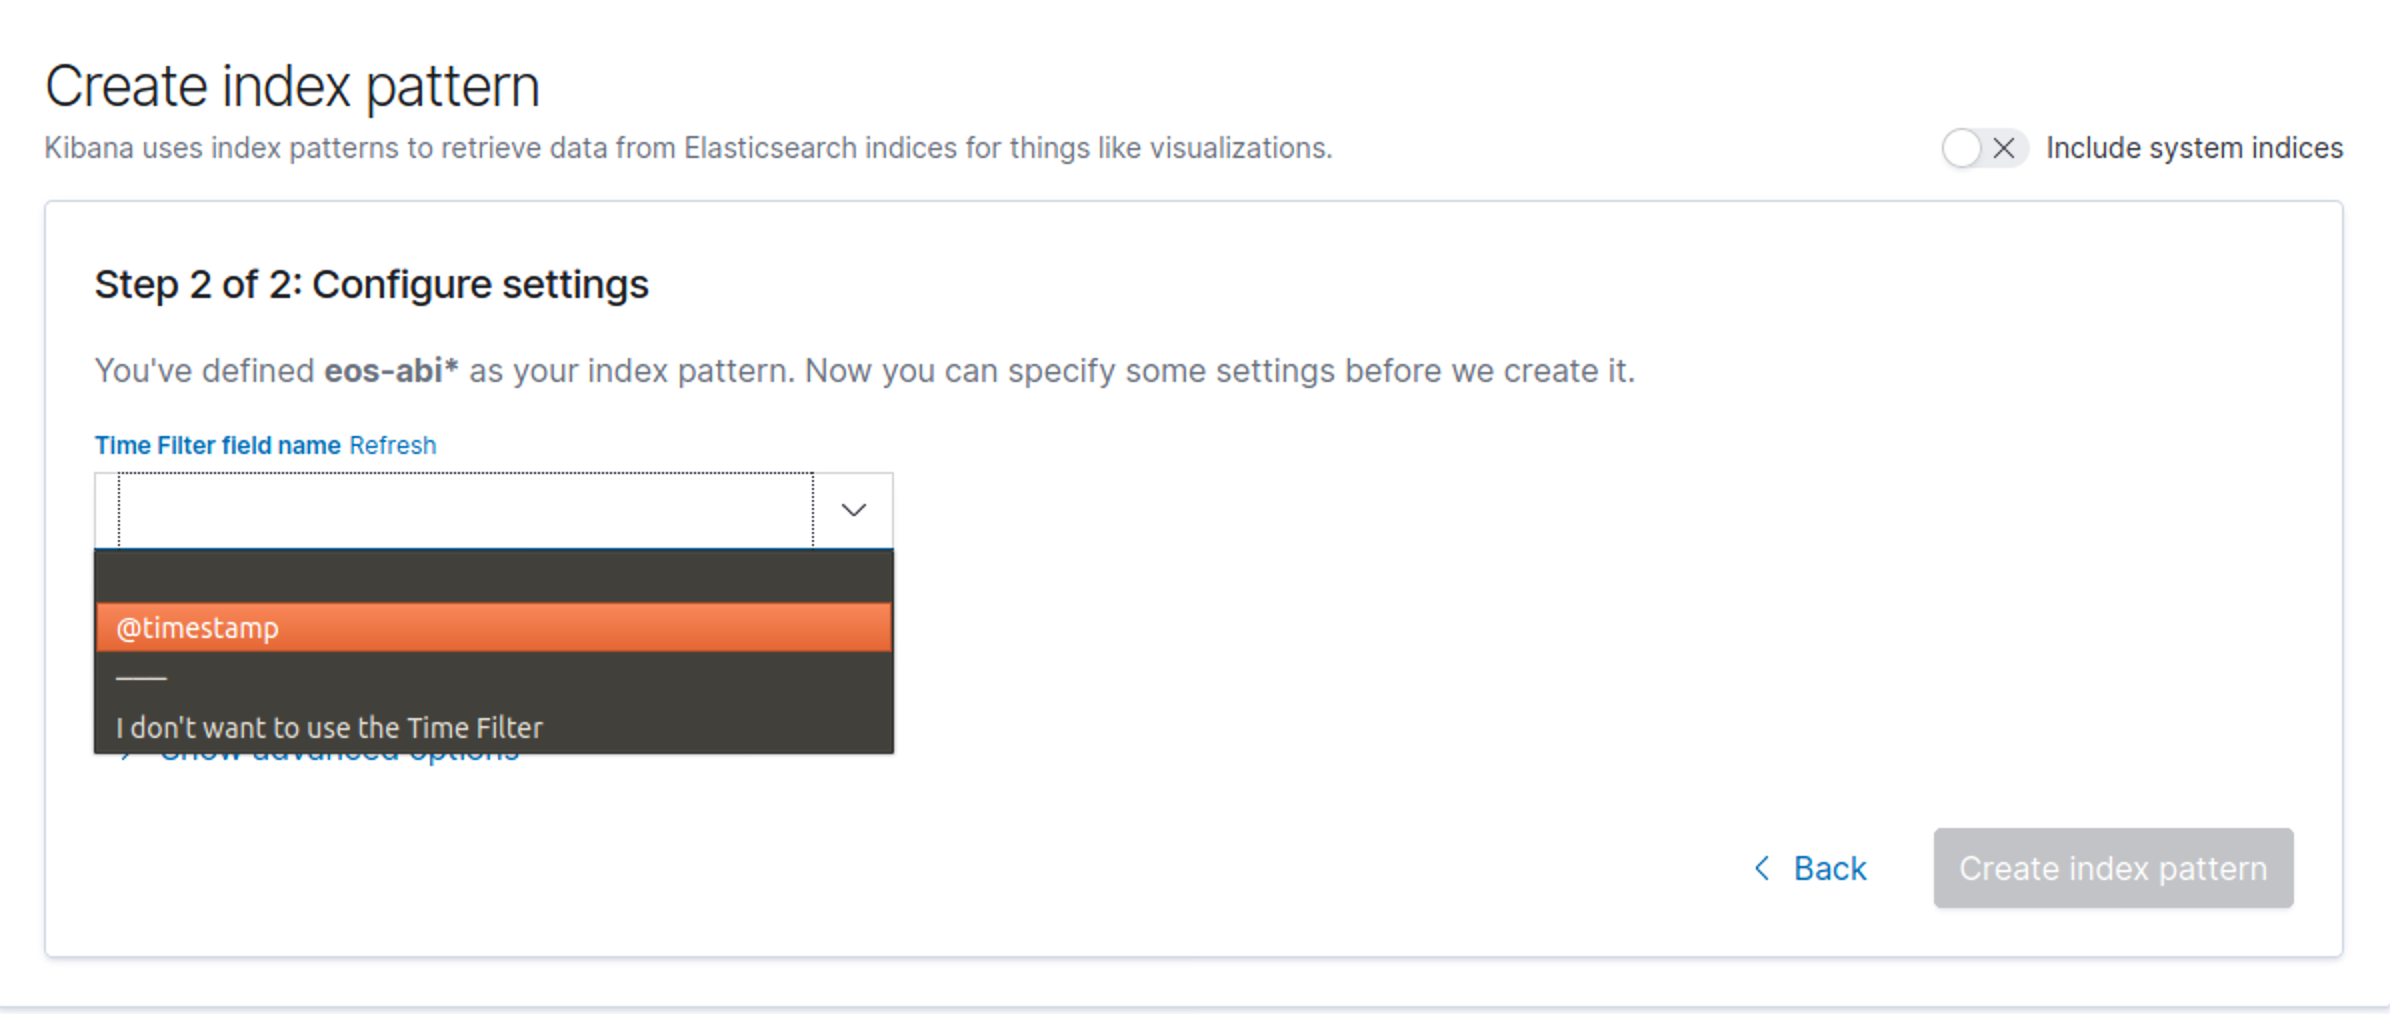 Create index pattern
Kibana uses index patterns to retrieve data from Elasticsearch indices for things like visualizations.
Include system indices
Step 2 of 2: Configure settings
You've defined eos-abi* as your index pattern. Now you can specify some settings before we create it.
Time Filter field name Refresh
@timestamp
───
I don't want to use the Time Filter
Show advanced options
Back
Create index pattern